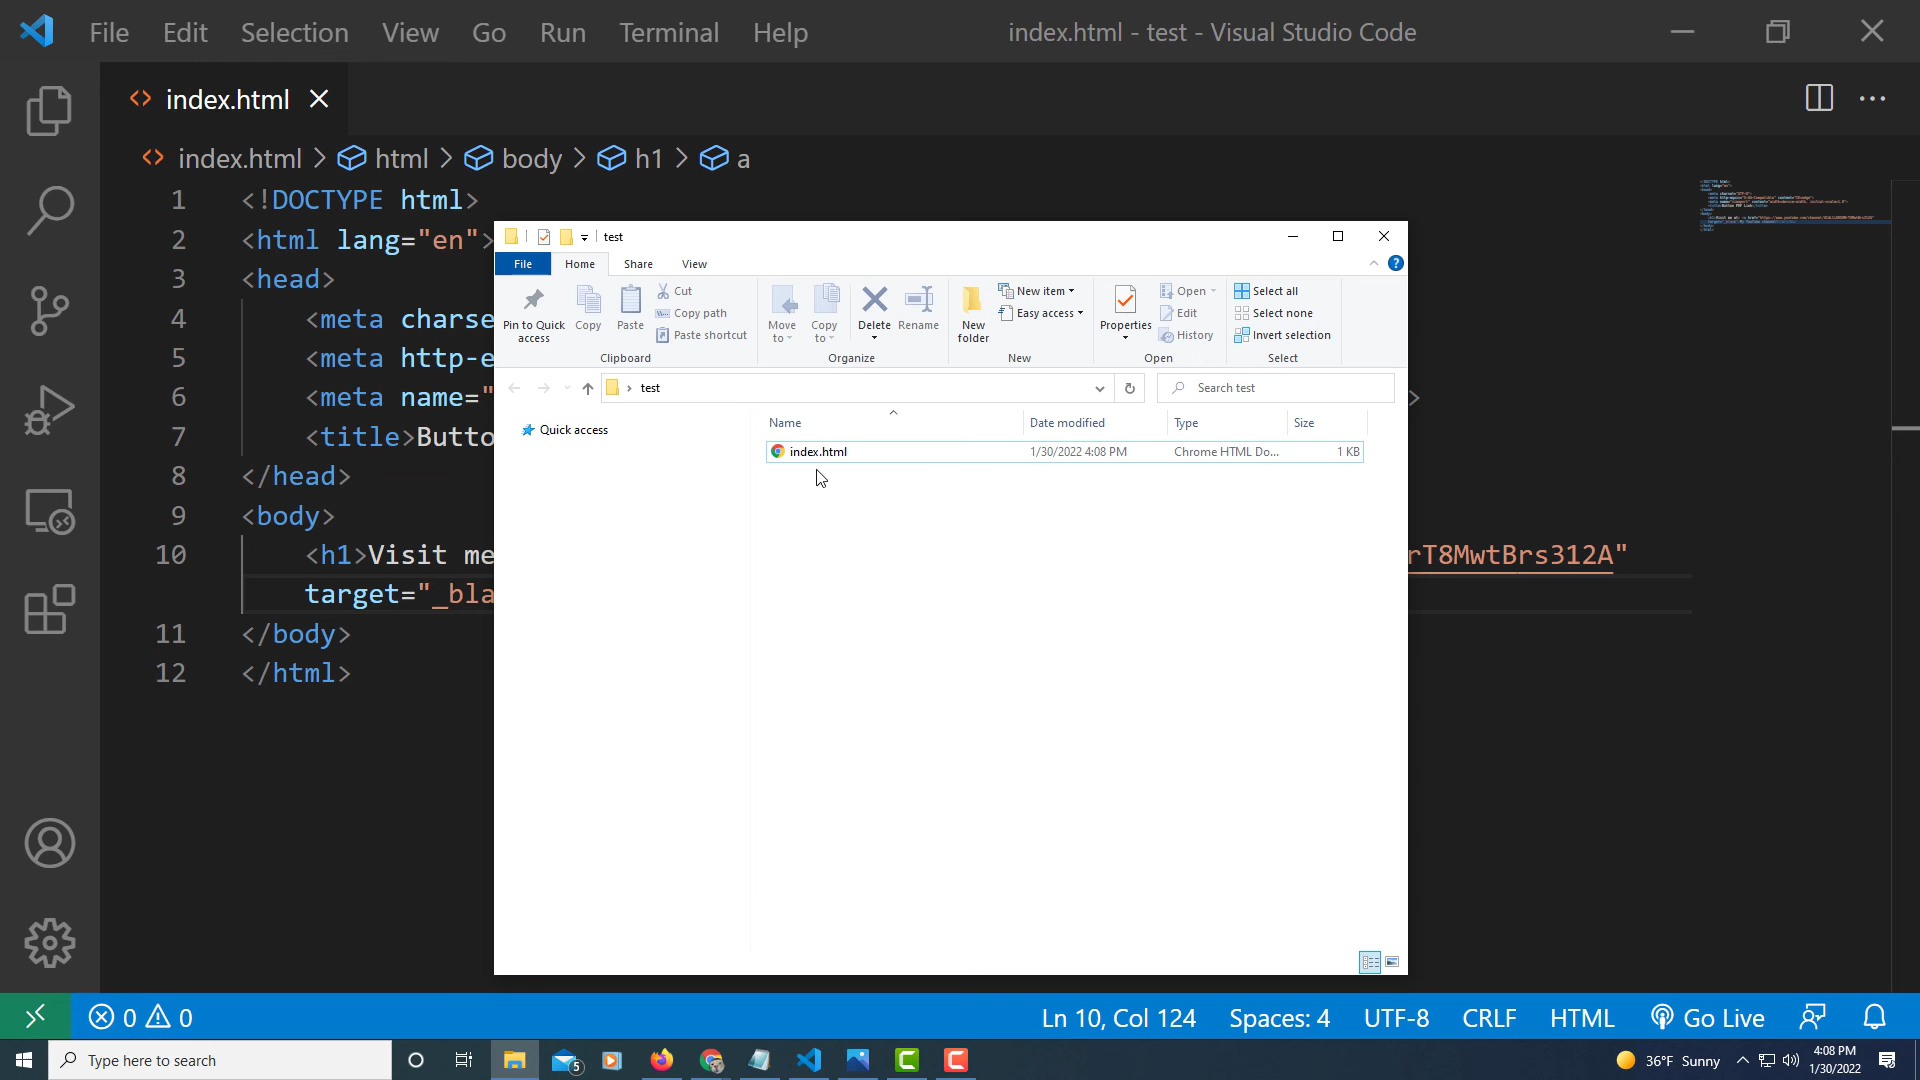 File Edit Selection View Go Run Terminal Help index.html - test - Visual Studio Code
index.html
index.html > html > body > h1 > a
1 <!DOCTYPE html>
2 <html lang="en">
3 <head>
4 <meta charse
5 <meta http-e
6 <meta name=" >
7 <title>Butto
8 </head>
9 <body>
10 <h1>Visit me rT8MwtBrs312A"
target="_bla
11 </body>
12 </html>
test
File Home Share View
Pin to Quick access
Copy
Paste
Cut
Copy path
Paste shortcut
Clipboard
Move to
Copy to
Delete
Rename
Organize
New folder
New item
Easy access
New
Properties
Open
Edit
History
Open
Select all
Select none
Invert selection
Select
test
Search test
Quick access
Name Date modified Type Size
index.html 1/30/2022 4:08 PM Chrome HTML Do... 1 KB
0 0 Ln 10, Col 124 Spaces: 4 UTF-8 CRLF HTML Go Live
Type here to search
5
36°F Sunny
4:08 PM
1/30/2022